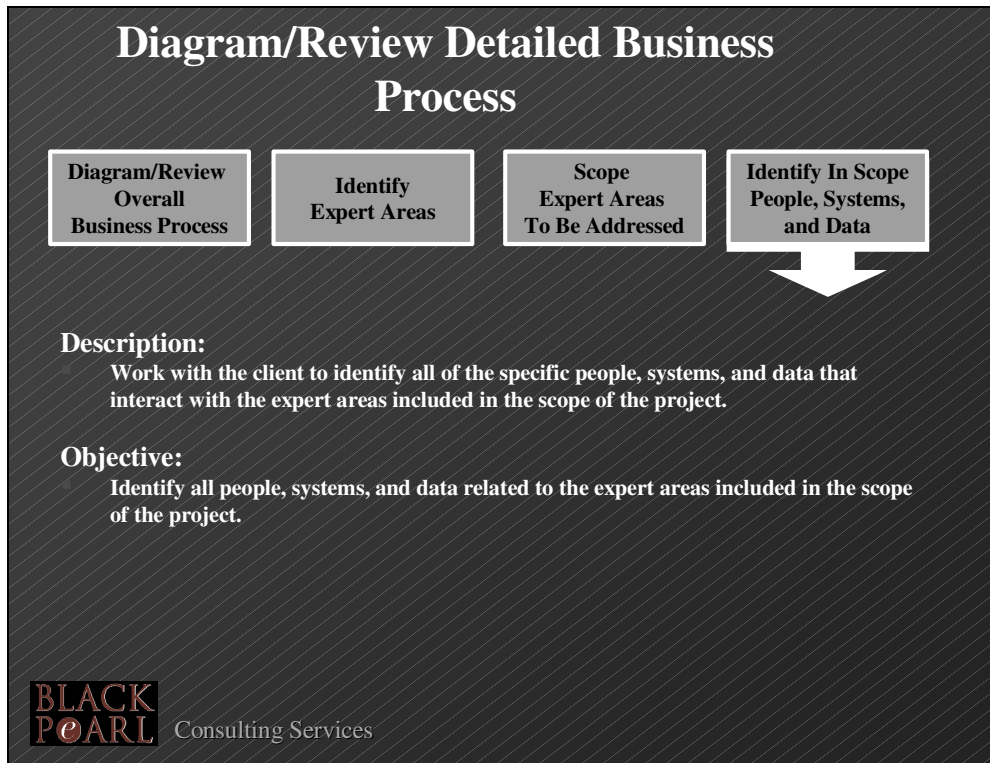 Diagram/Review Detailed Business
Process
Diagram/Review
Overall
Business Process
Identify
Expert Areas
Scope
Expert Areas
To Be Addressed
Identify In Scope
People, Systems,
and Data
Description:
Work with the client to identify all of the specific people, systems, and data that
interact with the expert areas included in the scope of the project.
Objective:
Identify all people, systems, and data related to the expert areas included in the scope
of the project.
BLACK
PeARL
Consulting Services